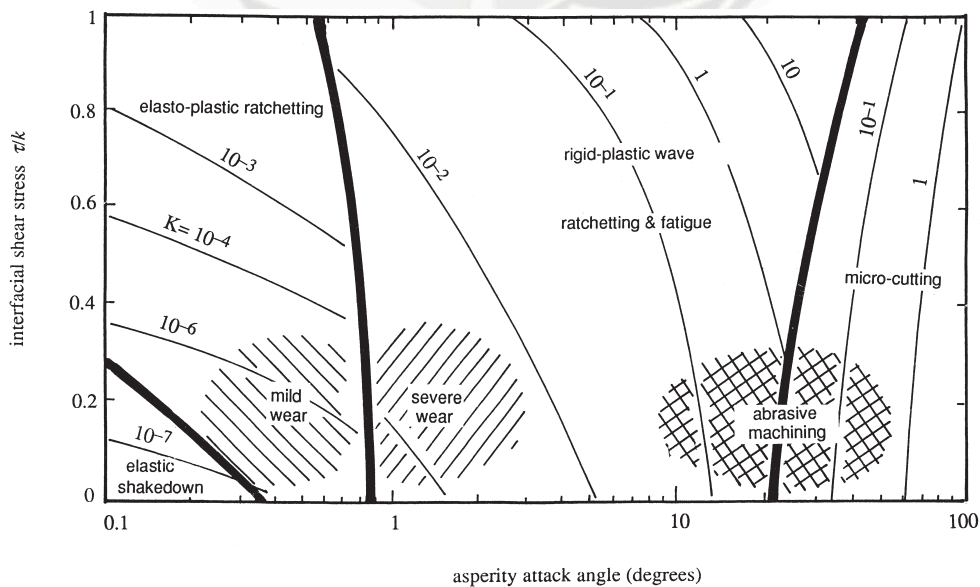 1
0.8
0.6
0.4
0.2
0
interfacial shear stress τ/k
elasto-plastic ratchetting
10–3
K= 10–4
10–6
10–7
elastic
shakedown
mild
wear
severe
wear
10–2
10–1
1
10
rigid-plastic wave
ratchetting & fatigue
10–1
1
micro-cutting
abrasive
machining
0.1
1
10
100
asperity attack angle (degrees)